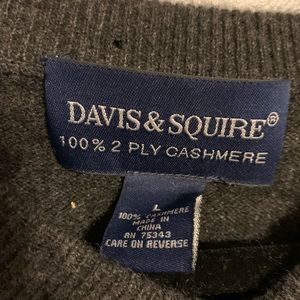 DAVIS & SQUIRE®
100% 2 PLY CASHMERE
L
100% CASHMERE
MADE IN
CHINA
RN 75343
CARE ON REVERSE